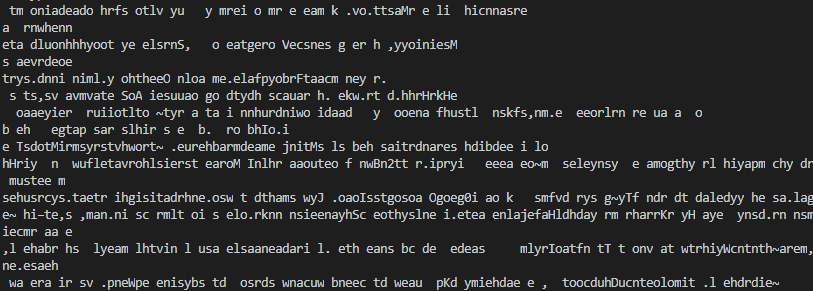 tm oniadeado hrfs otlv yu   y mrei o mr e eam k .vo.ttsaMr e li  hicnnasre
a  rnwhenn
eta dluonhhhyoot ye elsrnS,   o eatgero Vecsnes g er h ,yyoiniesM
s aevrdeoe
trys.dnni niml.y ohtheeO nloa me.elafpyobrFtaacm ney r.
s ts,sv avmvate SoA iesuuao go dtydh scauar h. ekw.rt d.hhrHrkHe
oaaeyier  ruiiotlto ~tyr a ta i nnhurdniwo idaad   y  ooena fhustl  nskfs,nm.e  eeorlrn re ua a  o
b eh   egtap sar slhir s e  b.  ro bhIo.i
e TsdotMirmsyrstvhwort~ .eurehbarmdeame jnitMs ls beh saitrdnares hdibdee i lo
hHriy  n  wufletavrohlsierst earoM Inlhr aaouteo f nwBn2tt r.ipryi   eeea eo~m  seleynsy  e amogthy rl hiyapm chy dr
mustee m
sehusrcys.taetr ihgisitadrhne.osw t dthams wyJ .oaoIsstgosoa Ogoeg0i ao k   smfvd rys g~yTf ndr dt daledyy he sa.lag
e~ hi-te,s ,man.ni sc rmlt oi s elo.rknn nsieenayhSc eothyslne i.etea enlajefaHldhday rm rharrKr yH aye  ynsd.rn nsm
iecmr aa e
,l ehabr hs  lyeam lhtvin l usa elsaaneadari l. eth eans bc de  edeas     mlyrIoatfn tT t onv at wtrhiyWcntnth~arem,
ne.esaeh
wa era ir sv .pneWpe enisybs td  osrds wnacuw bneec td weau  pKd ymiehdae e ,  toocduhDucnteolomit .l ehdrdie~